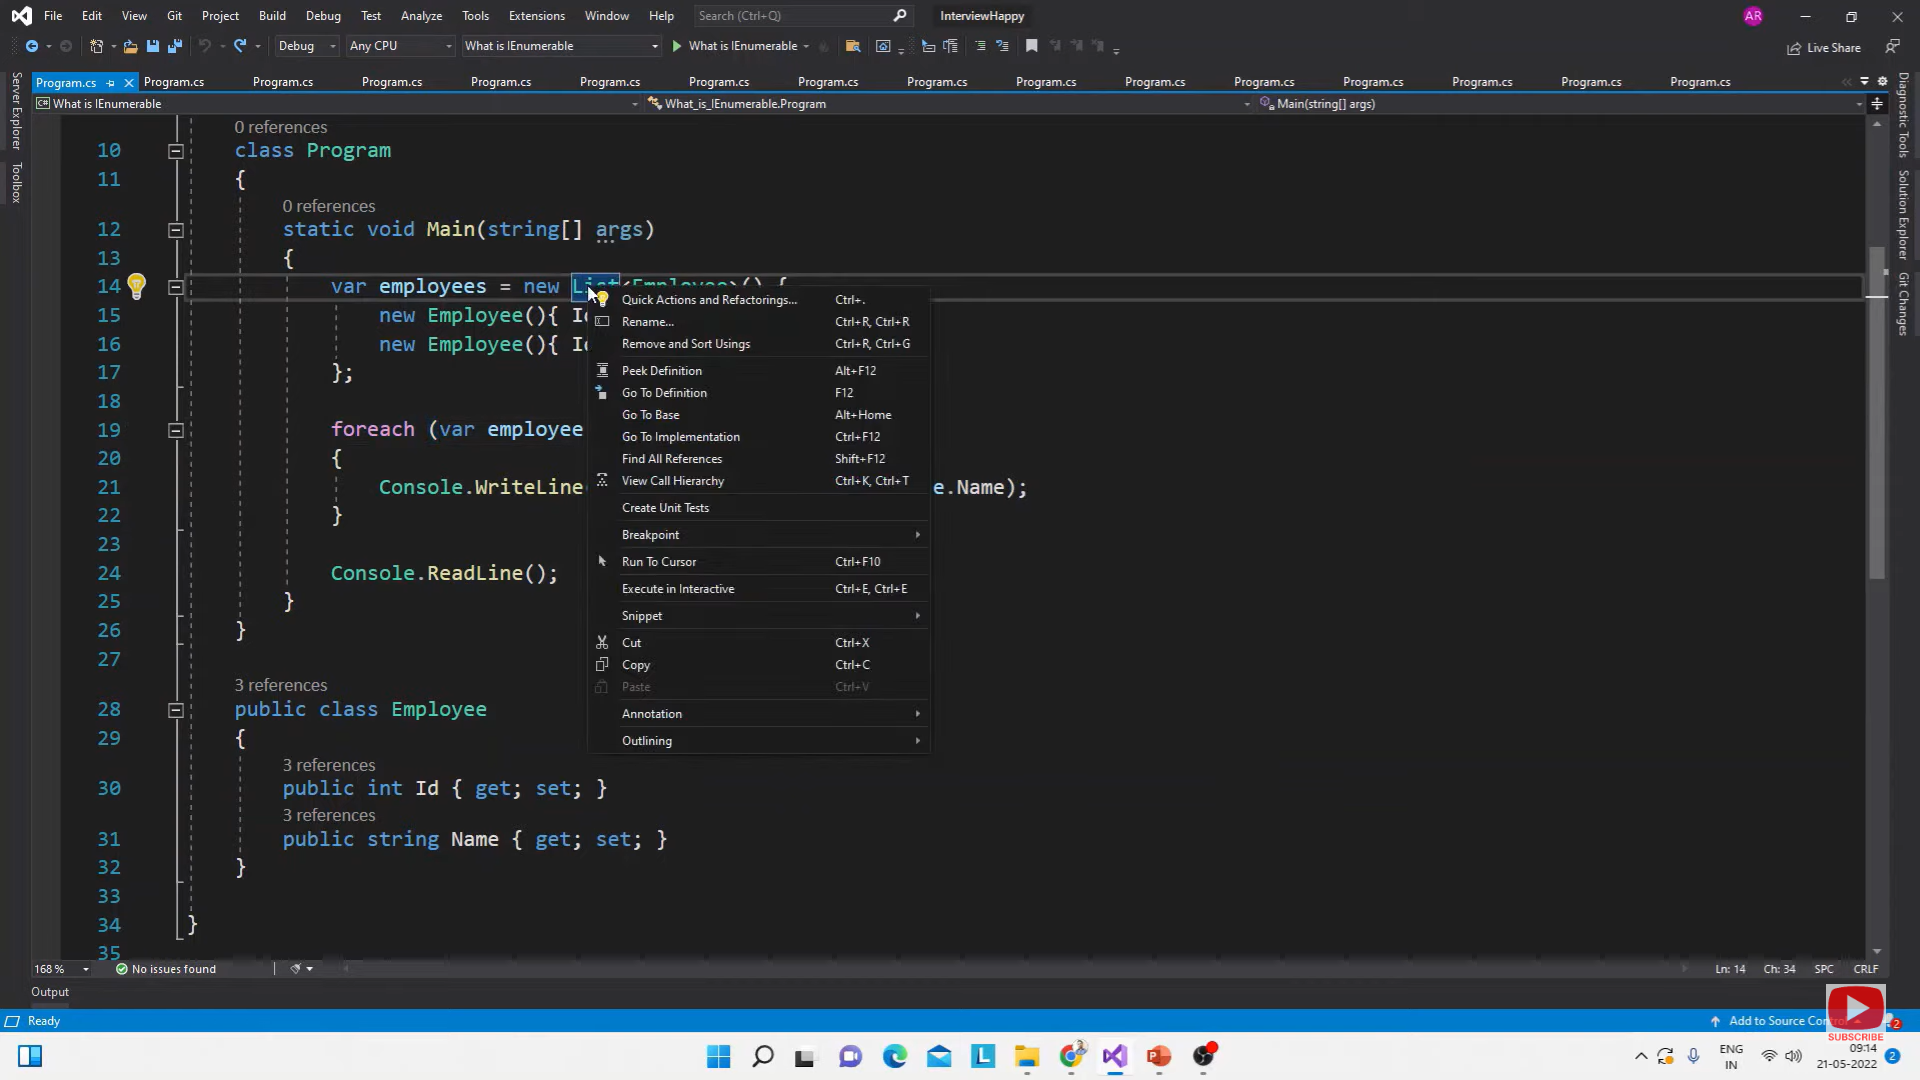 File Edit View Git Project Build Debug Test Analyze Tools Extensions Window Help Search (Ctrl+Q) InterviewHappy AR
Debug Any CPU What is IEnumerable What is IEnumerable Live Share
Program.cs Program.cs Program.cs Program.cs Program.cs Program.cs Program.cs Program.cs Program.cs Program.cs Program.cs Program.cs Program.cs Program.cs Program.cs Program.cs
C# What is IEnumerable What_is_IEnumerable.Program Main(string[] args)
Server Explorer
Toolbox
Diagnostic Tools
Solution Explorer
Git Changes
0 references
10 class Program
11 {
0 references
12 static void Main(string[] args)
13 {
14 var employees = new List<Employee>() {
15 new Employee(){
16 new Employee(){
17 };
18
19 foreach (var employee
20 {
21 Console.WriteLine e.Name);
22 }
23
24 Console.ReadLine();
25 }
26 }
27
3 references
28 public class Employee
29 {
3 references
30 public int Id { get; set; }
3 references
31 public string Name { get; set; }
32 }
33
34 }
35
Quick Actions and Refactorings... Ctrl+.
Rename... Ctrl+R, Ctrl+R
Remove and Sort Usings Ctrl+R, Ctrl+G
Peek Definition Alt+F12
Go To Definition F12
Go To Base Alt+Home
Go To Implementation Ctrl+F12
Find All References Shift+F12
View Call Hierarchy Ctrl+K, Ctrl+T
Create Unit Tests
Breakpoint
Run To Cursor Ctrl+F10
Execute in Interactive Ctrl+E, Ctrl+E
Snippet
Cut Ctrl+X
Copy Ctrl+C
Paste Ctrl+V
Annotation
Outlining
168 % No issues found Ln: 14 Ch: 34 SPC CRLF
Output
Ready Add to Source 2
SUBSCRIBE
L ENG
IN 09:14
21-05-2022 2